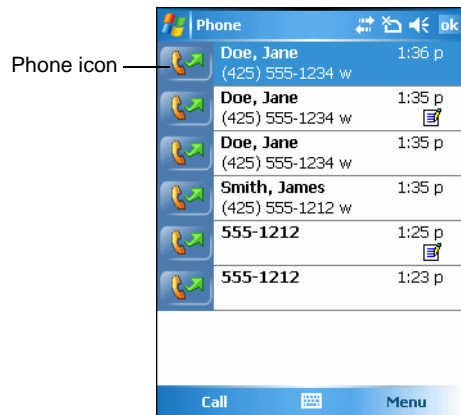 Phone ok
Phone icon
Doe, Jane 1:36 p
(425) 555-1234 w
Doe, Jane 1:35 p
(425) 555-1234 w
Doe, Jane 1:35 p
(425) 555-1234 w
Smith, James 1:35 p
(425) 555-1212 w
555-1212 1:25 p
555-1212 1:23 p
Call Menu